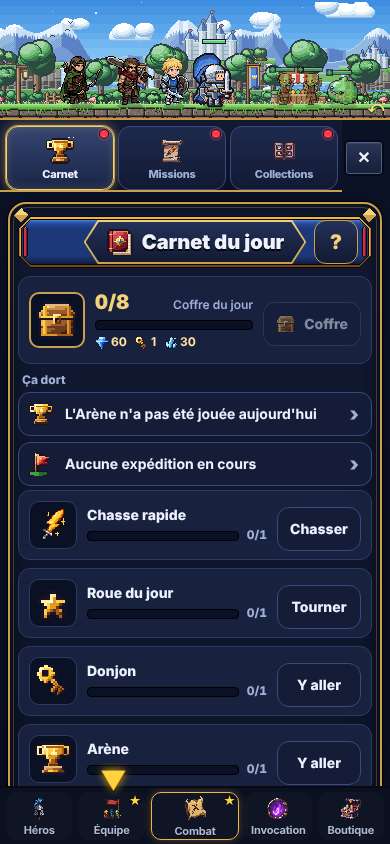 Carnet
Missions
Collections
Carnet du jour
?
0/8
Coffre du jour
60
1
30
Coffre
Ça dort
L'Arène n'a pas été jouée aujourd'hui
Aucune expédition en cours
Chasse rapide
0/1
Chasser
Roue du jour
0/1
Tourner
Donjon
0/1
Y aller
Arène
0/1
Y aller
Héros
Équipe
Combat
Invocation
Boutique